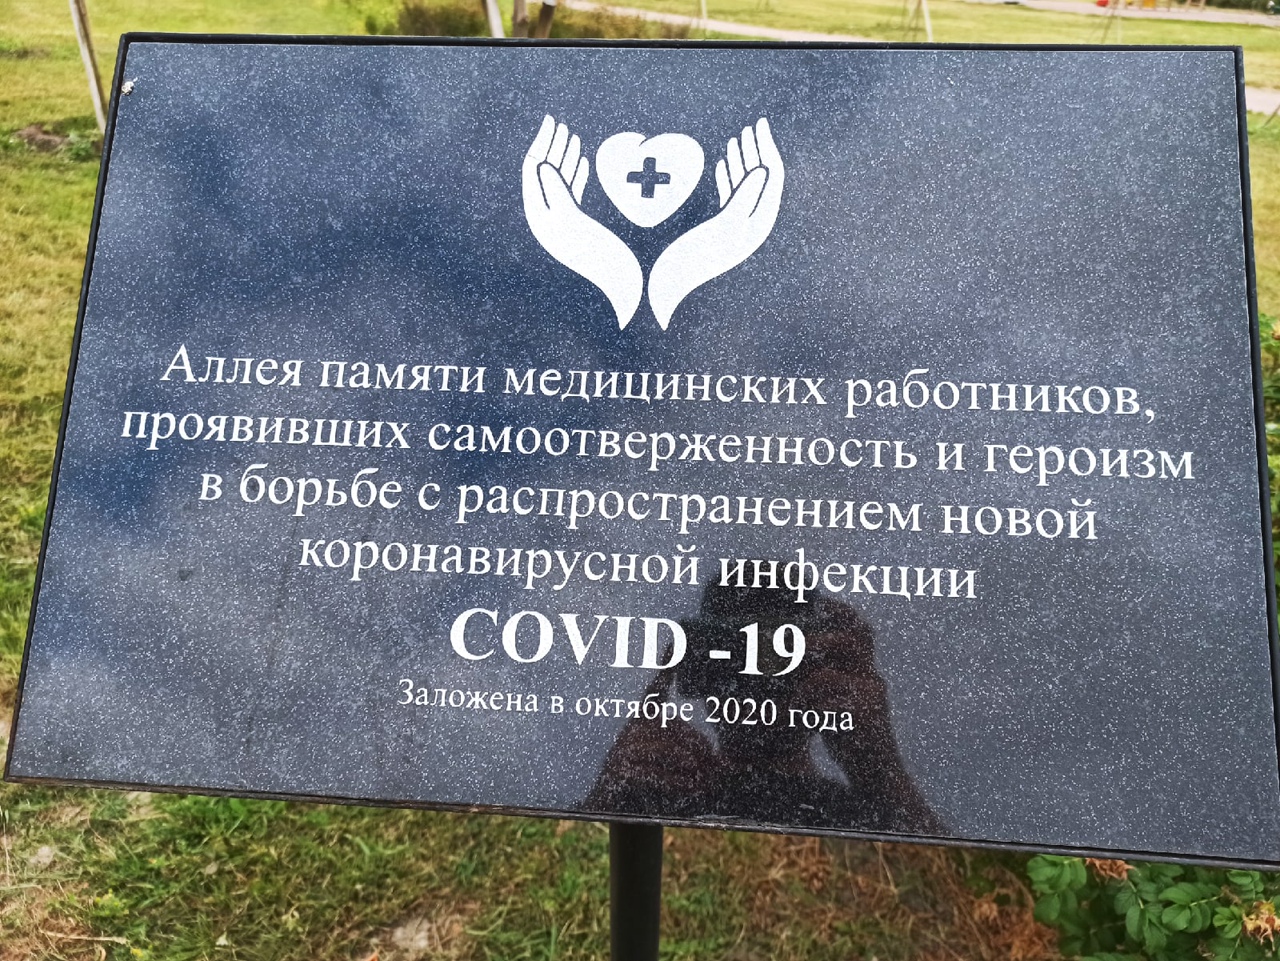 Аллея памяти медицинских работников,
проявивших самоотверженность и героизм
в борьбе с распространением новой
коронавирусной инфекции
COVID -19
Заложена в октябре 2020 года